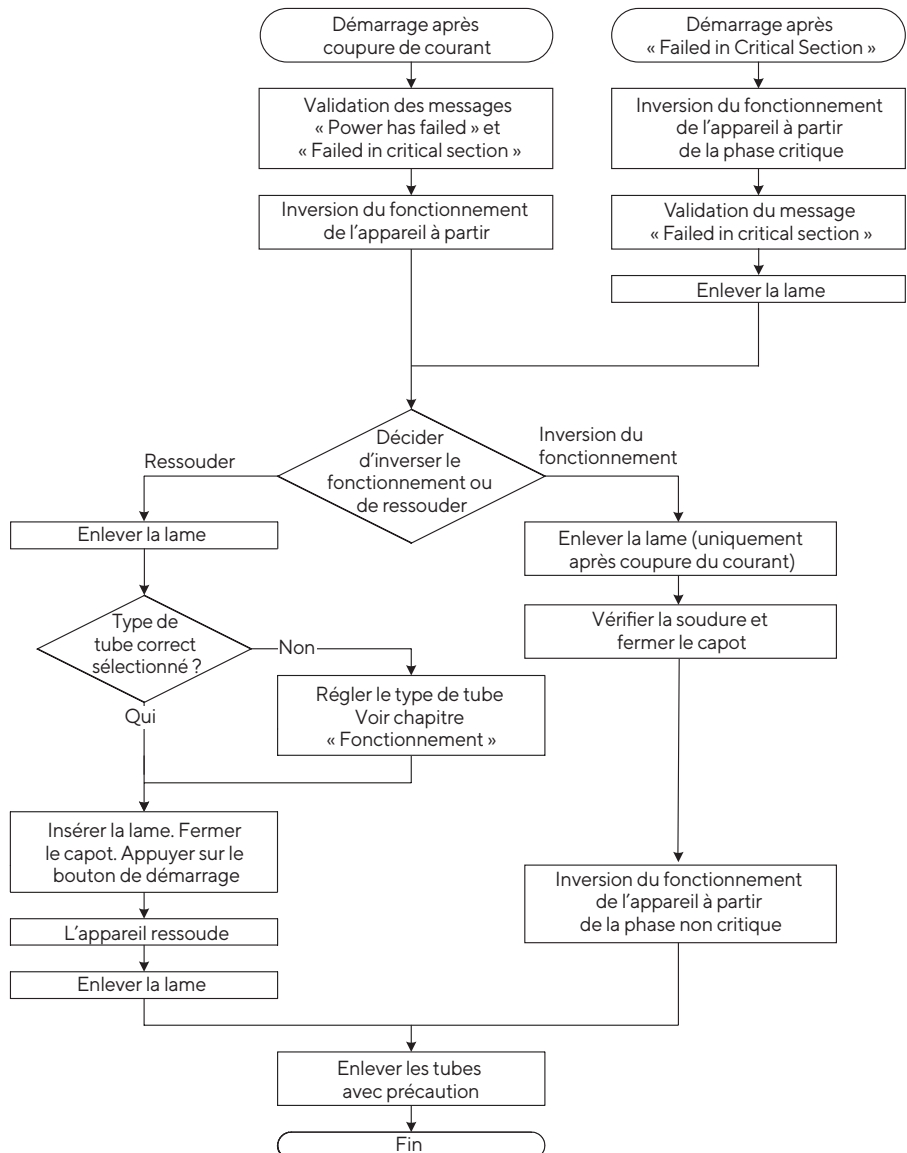 Démarrage après
coupure de courant
Démarrage après
« Failed in Critical Section »
Validation des messages
« Power has failed » et
« Failed in critical section »
Inversion du fonctionnement
de l'appareil à partir
de la phase critique
Inversion du fonctionnement
de l'appareil à partir
Validation du message
« Failed in critical section »
Enlever la lame
Décider
d'inverser le
fonctionnement ou
de ressouder
Ressouder
Inversion du
fonctionnement
Enlever la lame
Enlever la lame (uniquement
après coupure du courant)
Type de
tube correct
sélectionné ?
Non
Qui
Régler le type de tube
Voir chapitre
« Fonctionnement »
Vérifier la soudure et
fermer le capot
Insérer la lame. Fermer
le capot. Appuyer sur le
bouton de démarrage
L'appareil ressoude
Enlever la lame
Inversion du fonctionnement
de l'appareil à partir
de la phase non critique
Enlever les tubes
avec précaution
Fin